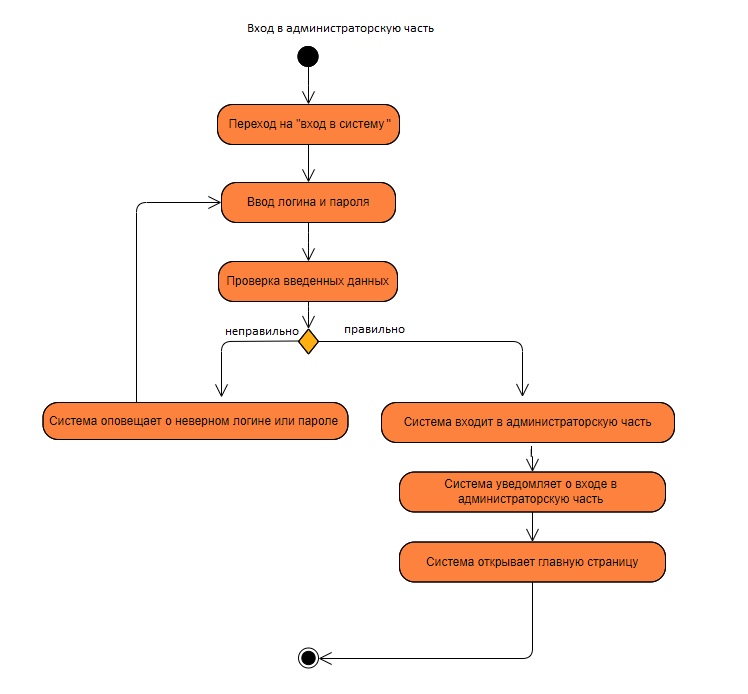 Вход в администраторскую часть
Переход на "вход в систему"
Ввод логина и пароля
Проверка введенных данных
неправильно
правильно
Система оповещает о неверном логине или пароле
Система входит в администраторскую часть
Система уведомляет о входе в
администраторскую часть
Система открывает главную страницу